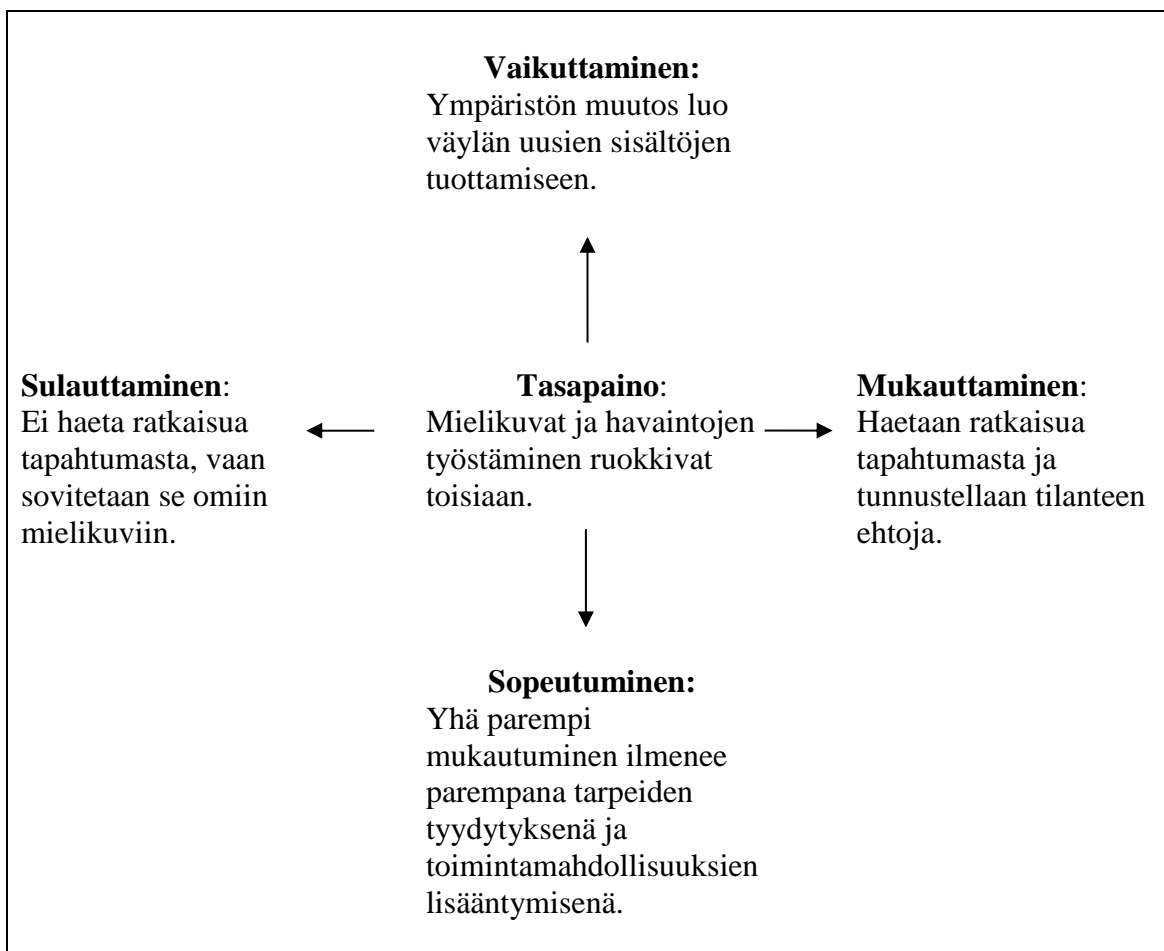 Vaikuttaminen:
Ympäristön muutos luo
väylän uusien sisältöjen
tuottamiseen.
Sulauttaminen:
Ei haeta ratkaisua
tapahtumasta, vaan
sovitetaan se omiin
mielikuviin.
Tasapaino:
Mielikuvat ja havaintojen
työstäminen ruokkivat
toisiaan.
Mukauttaminen:
Haetaan ratkaisua
tapahtumasta ja
tunnustellaan tilanteen
ehtoja.
Sopeutuminen:
Yhä parempi
mukautuminen ilmenee
parempana tarpeiden
tyydytyksenä ja
toimintamahdollisuuksien
lisääntymisenä.